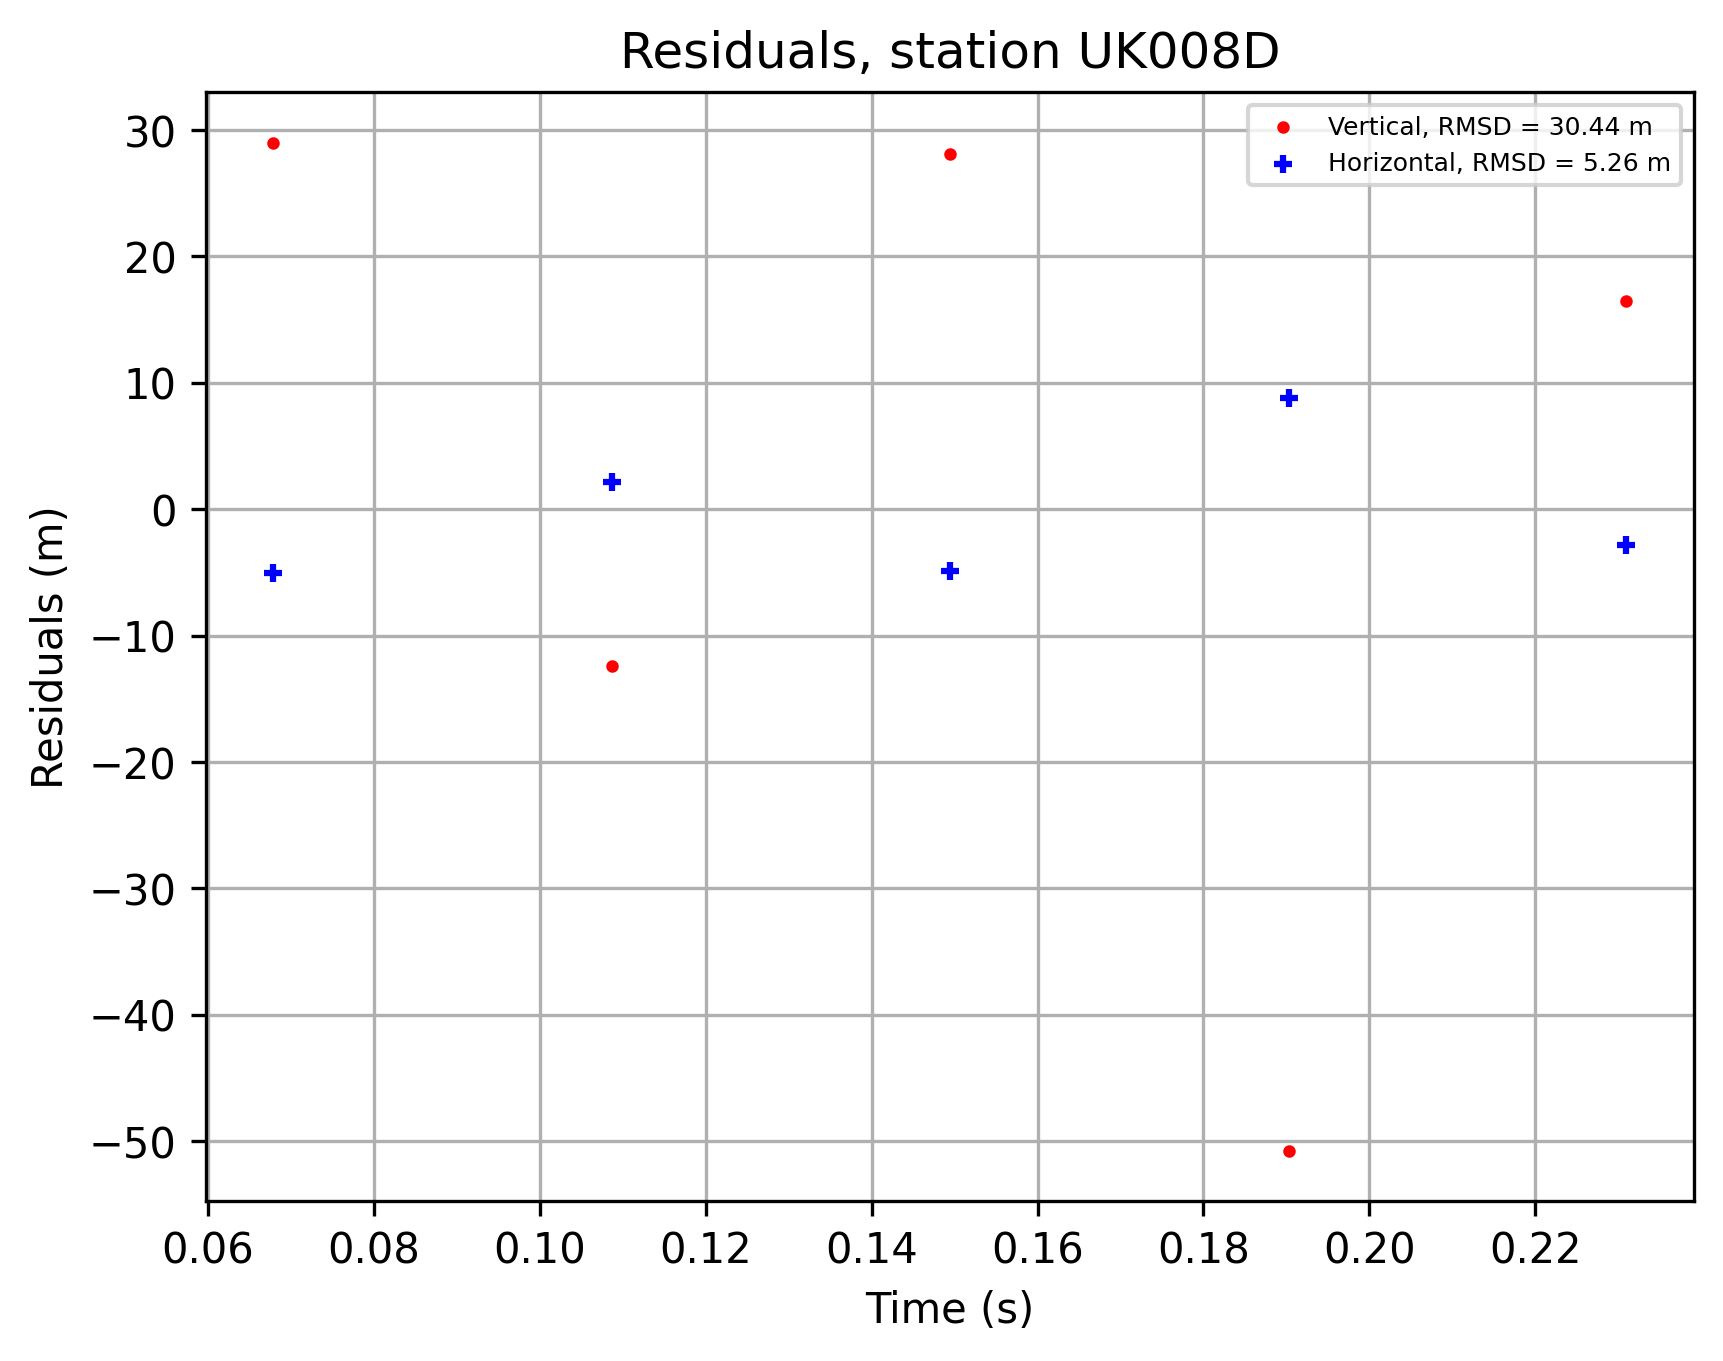 Residuals, station UK008D
Vertical, RMSD = 30.44 m
Horizontal, RMSD = 5.26 m
30
20
10
0
−10
−20
−30
−40
−50
Residuals (m)
0.06 0.08 0.10 0.12 0.14 0.16 0.18 0.20 0.22
Time (s)